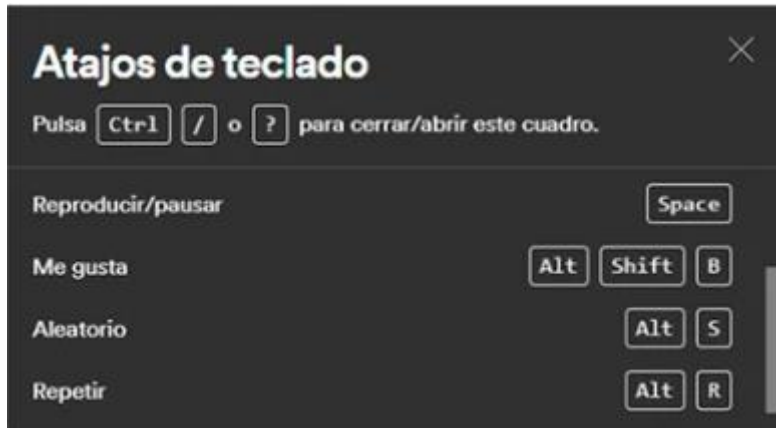 Atajos de teclado
Pulsa Ctrl / o ? para cerrar/abrir este cuadro.
Reproducir/pausar Space
Me gusta Alt Shift B
Aleatorio Alt S
Repetir Alt R